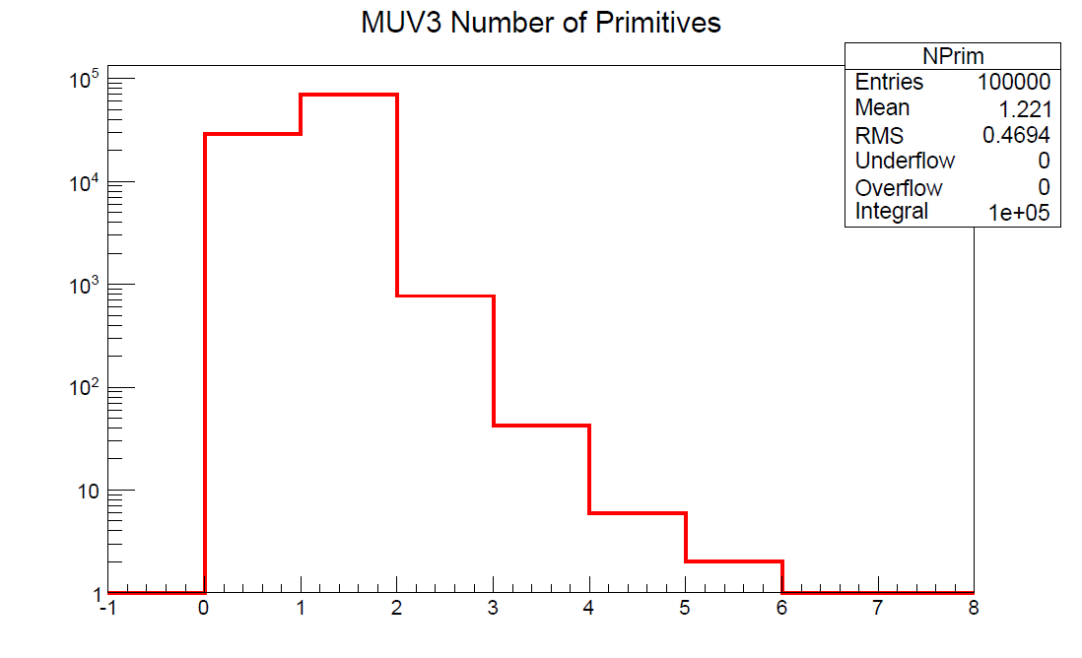 MUV3 Number of Primitives
NPrim
Entries 100000
Mean 1.221
RMS 0.4694
Underflow 0
Overflow 0
Integral 1e+05
10^5
10^4
10^3
10^2
10
1
-1 0 1 2 3 4 5 6 7 8